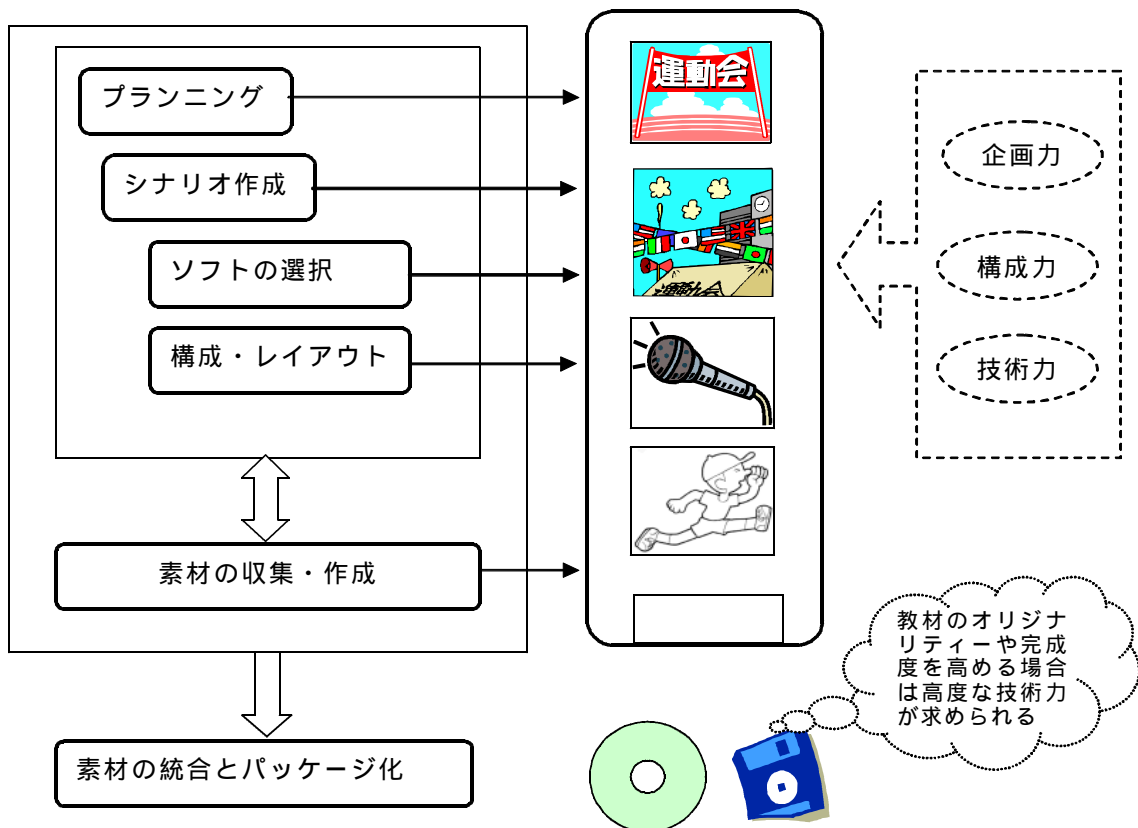 プランニング
シナリオ作成
ソフトの選択
構成・レイアウト
素材の収集・作成
素材の統合とパッケージ化
運動会
運動会
企画力
構成力
技術力
教材のオリジナ
リティーや完成
度を高める場合
は高度な技術力
が求められる